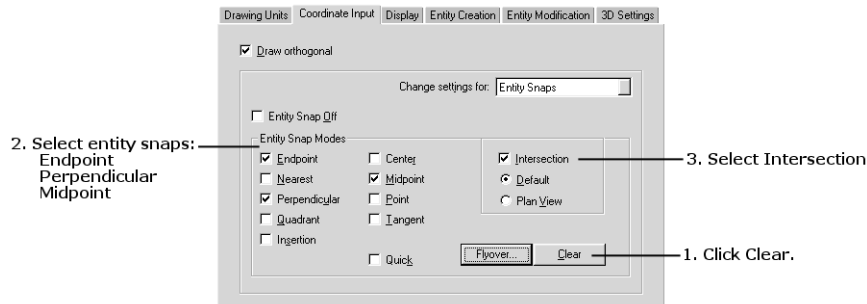 Drawing Units Coordinate Input Display Entity Creation Entity Modification 3D Settings
Draw orthogonal
Change settings for: Entity Snaps
Entity Snap Off
Entity Snap Modes
2. Select entity snaps:
Endpoint
Perpendicular
Midpoint
Endpoint Center Intersection
3. Select Intersection
Nearest Midpoint Default
Perpendicular Point Plan View
Quadrant Tangent
Insertion
Quick Flyover... Clear
1. Click Clear.